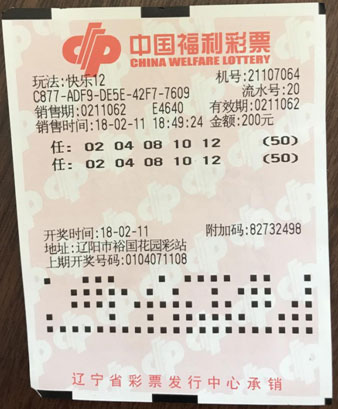 中国福利彩票
CHINA WELFARE LOTTERY
玩法:快乐12 机号:21107064
C877-ADF9-DE5E-42F7-7609 流水号:20
销售期:0211062 E4640 有效期:0211062
销售时间:18-02-11 18:49:24 金额:200元
任: 02 04 08 10 12 (50)
任: 02 04 08 10 12 (50)
开奖时间:18-02-11 附加码:82732498
地址:辽阳市裕国花园彩站
上期开奖号码:0104071108
辽宁省彩票发行中心承销